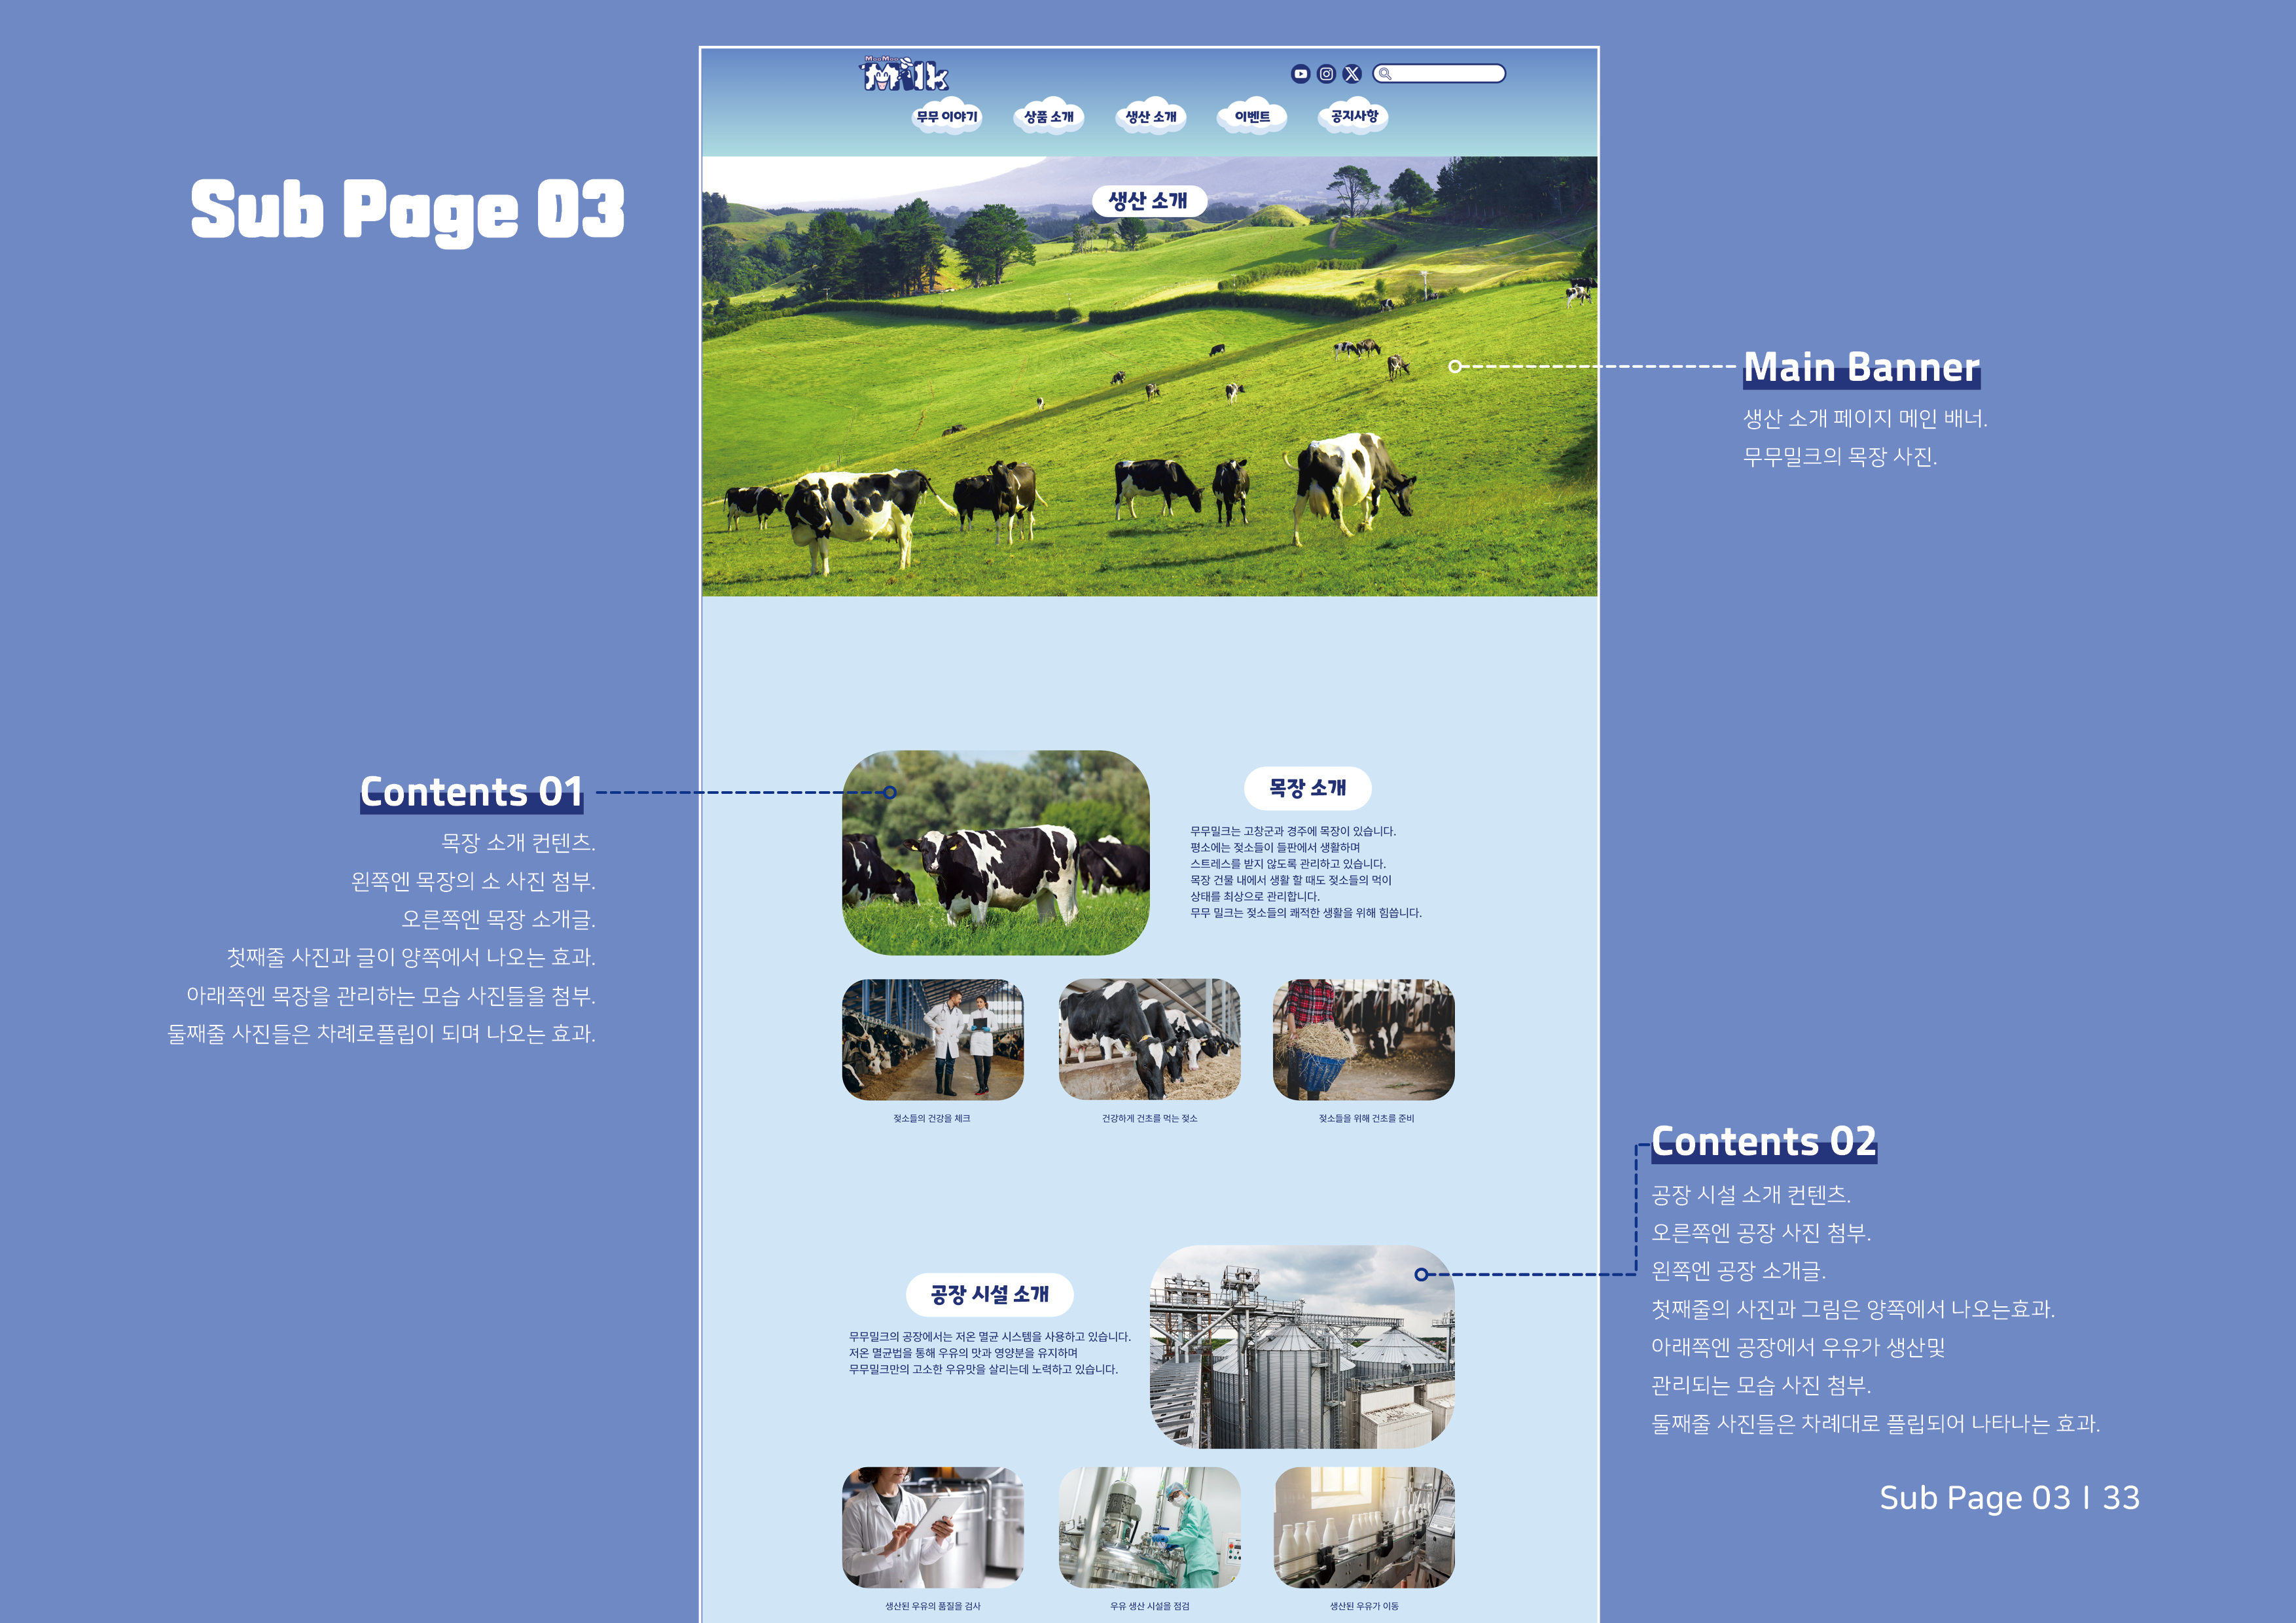 Sub Page 03
MooMoo
Milk
무무 이야기
상품 소개
생산 소개
이벤트
공지사항
생산 소개
Main Banner
생산 소개 페이지 메인 배너.
무무밀크의 목장 사진.
Contents 01
목장 소개 컨텐츠.
왼쪽엔 목장의 소 사진 첨부.
오른쪽엔 목장 소개글.
첫째줄 사진과 글이 양쪽에서 나오는 효과.
아래쪽엔 목장을 관리하는 모습 사진들을 첨부.
둘째줄 사진들은 차례로플립이 되며 나오는 효과.
목장 소개
무무밀크는 고창군과 경주에 목장이 있습니다.
평소에는 젖소들이 들판에서 생활하며
스트레스를 받지 않도록 관리하고 있습니다.
목장 건물 내에서 생활 할 때도 젖소들의 먹이
상태를 최상으로 관리합니다.
무무 밀크는 젖소들의 쾌적한 생활을 위해 힘씁니다.
젖소들의 건강을 체크
건강하게 건초를 먹는 젖소
젖소들을 위해 건초를 준비
Contents 02
공장 시설 소개 컨텐츠.
오른쪽엔 공장 사진 첨부.
왼쪽엔 공장 소개글.
첫째줄의 사진과 그림은 양쪽에서 나오는효과.
아래쪽엔 공장에서 우유가 생산및
관리되는 모습 사진 첨부.
둘째줄 사진들은 차례대로 플립되어 나타나는 효과.
공장 시설 소개
무무밀크의 공장에서는 저온 멸균 시스템을 사용하고 있습니다.
저온 멸균법을 통해 우유의 맛과 영양분을 유지하며
무무밀크만의 고소한 우유맛을 살리는데 노력하고 있습니다.
생산된 우유의 품질을 검사
우유 생산 시설을 점검
생산된 우유가 이동
Sub Page 03 I 33